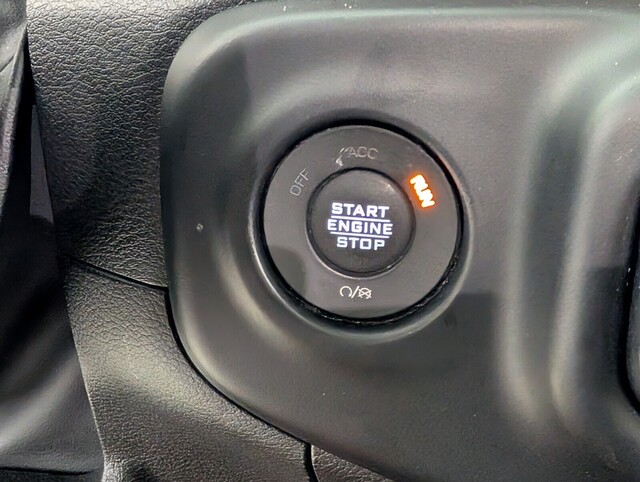 OFF
ACC
RUN
START
ENGINE
STOP